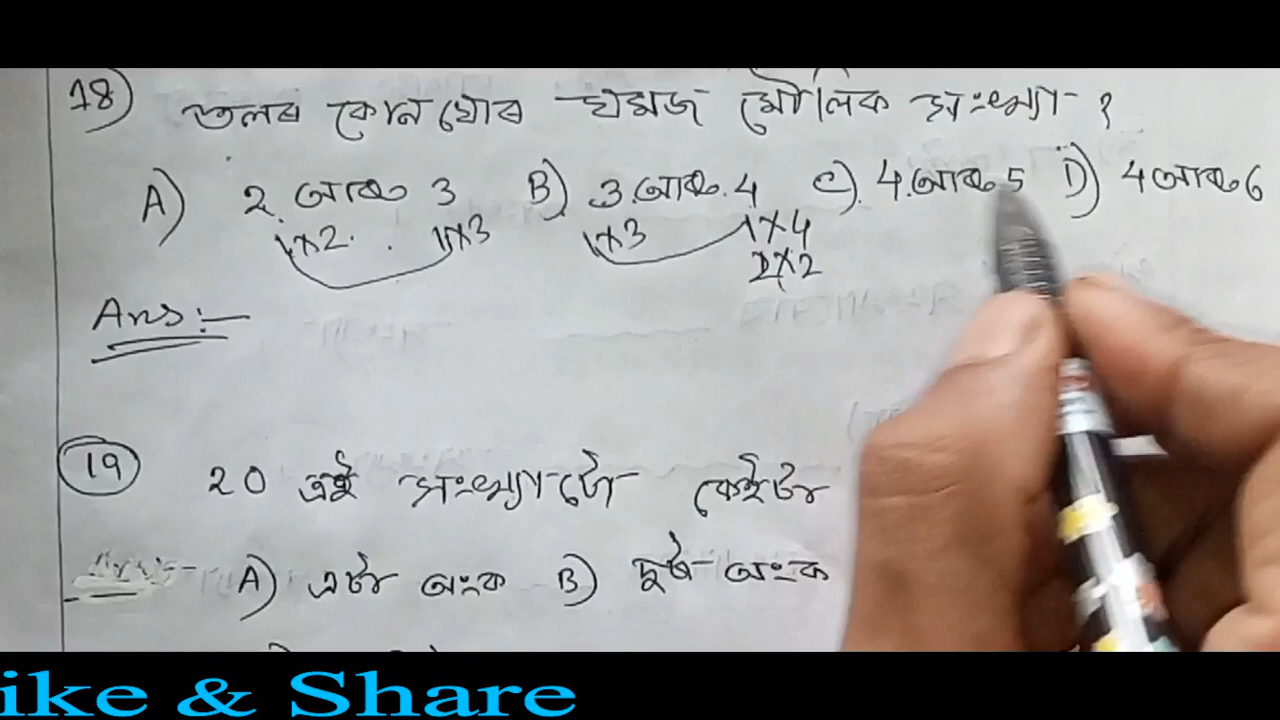 18) তলৰ কোনযোৰ যমজ মৌলিক সংখ্যা ?
A) 2 আৰু 3 B) 3 আৰু 4 C) 4 আৰু 5 D) 4 আৰু 6
1×2 1×3 1×3 1×4
2×2
Ans:-
19 20 এই সংখ্যাটো কেইটা
A) এটা অংক B) দুটা অংক
ike & Share